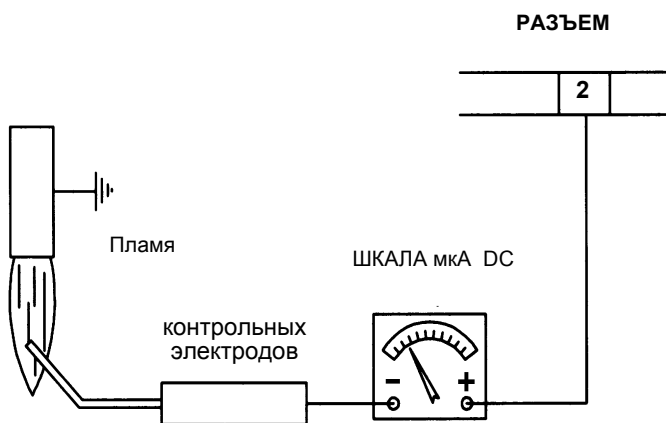 РАЗЪЕМ
2
Пламя
ШКАЛА мкА DC
контрольных
электродов
- +